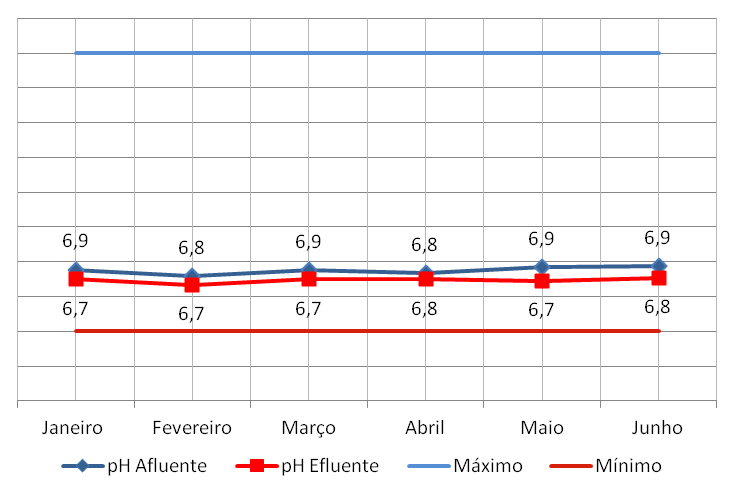 6,9 6,8 6,9 6,8 6,9 6,9
6,7 6,7 6,7 6,8 6,7 6,8
Janeiro Fevereiro Março Abril Maio Junho
pH Afluente pH Efluente Máximo Mínimo